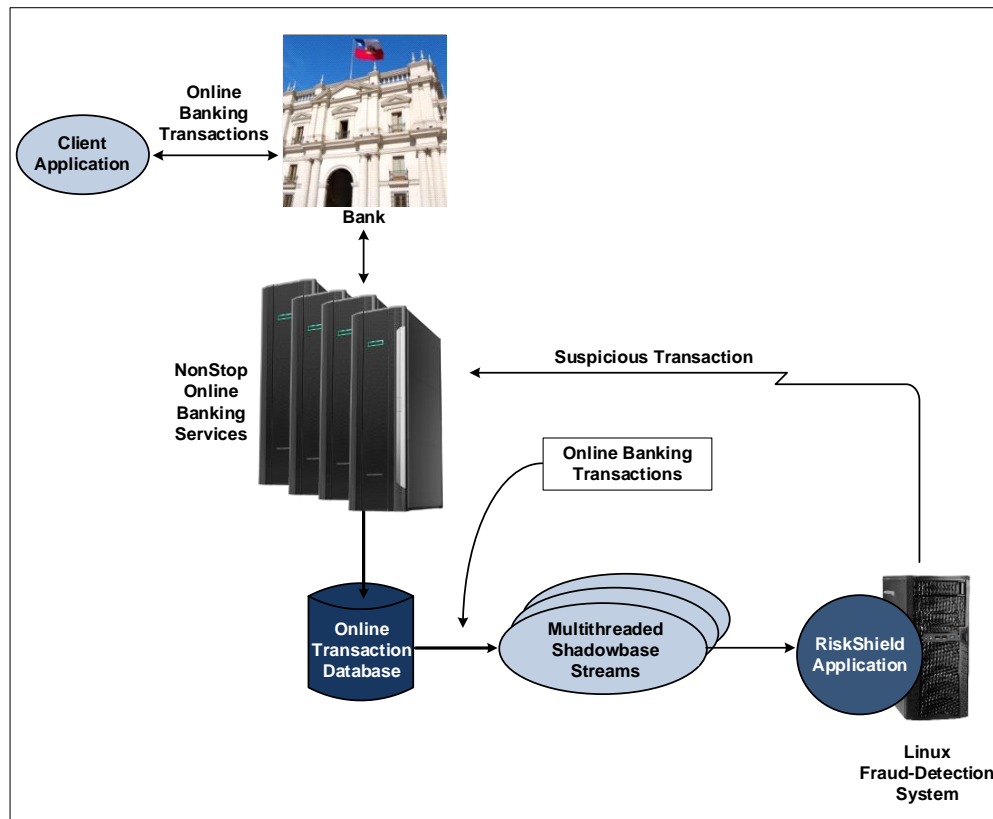 Online
Banking
Transactions
Client
Application
Bank
NonStop
Online
Banking
Services
Suspicious Transaction
Online Banking
Transactions
Online
Transaction
Database
Multithreaded
Shadowbase
Streams
RiskShield
Application
Linux
Fraud-Detection
System